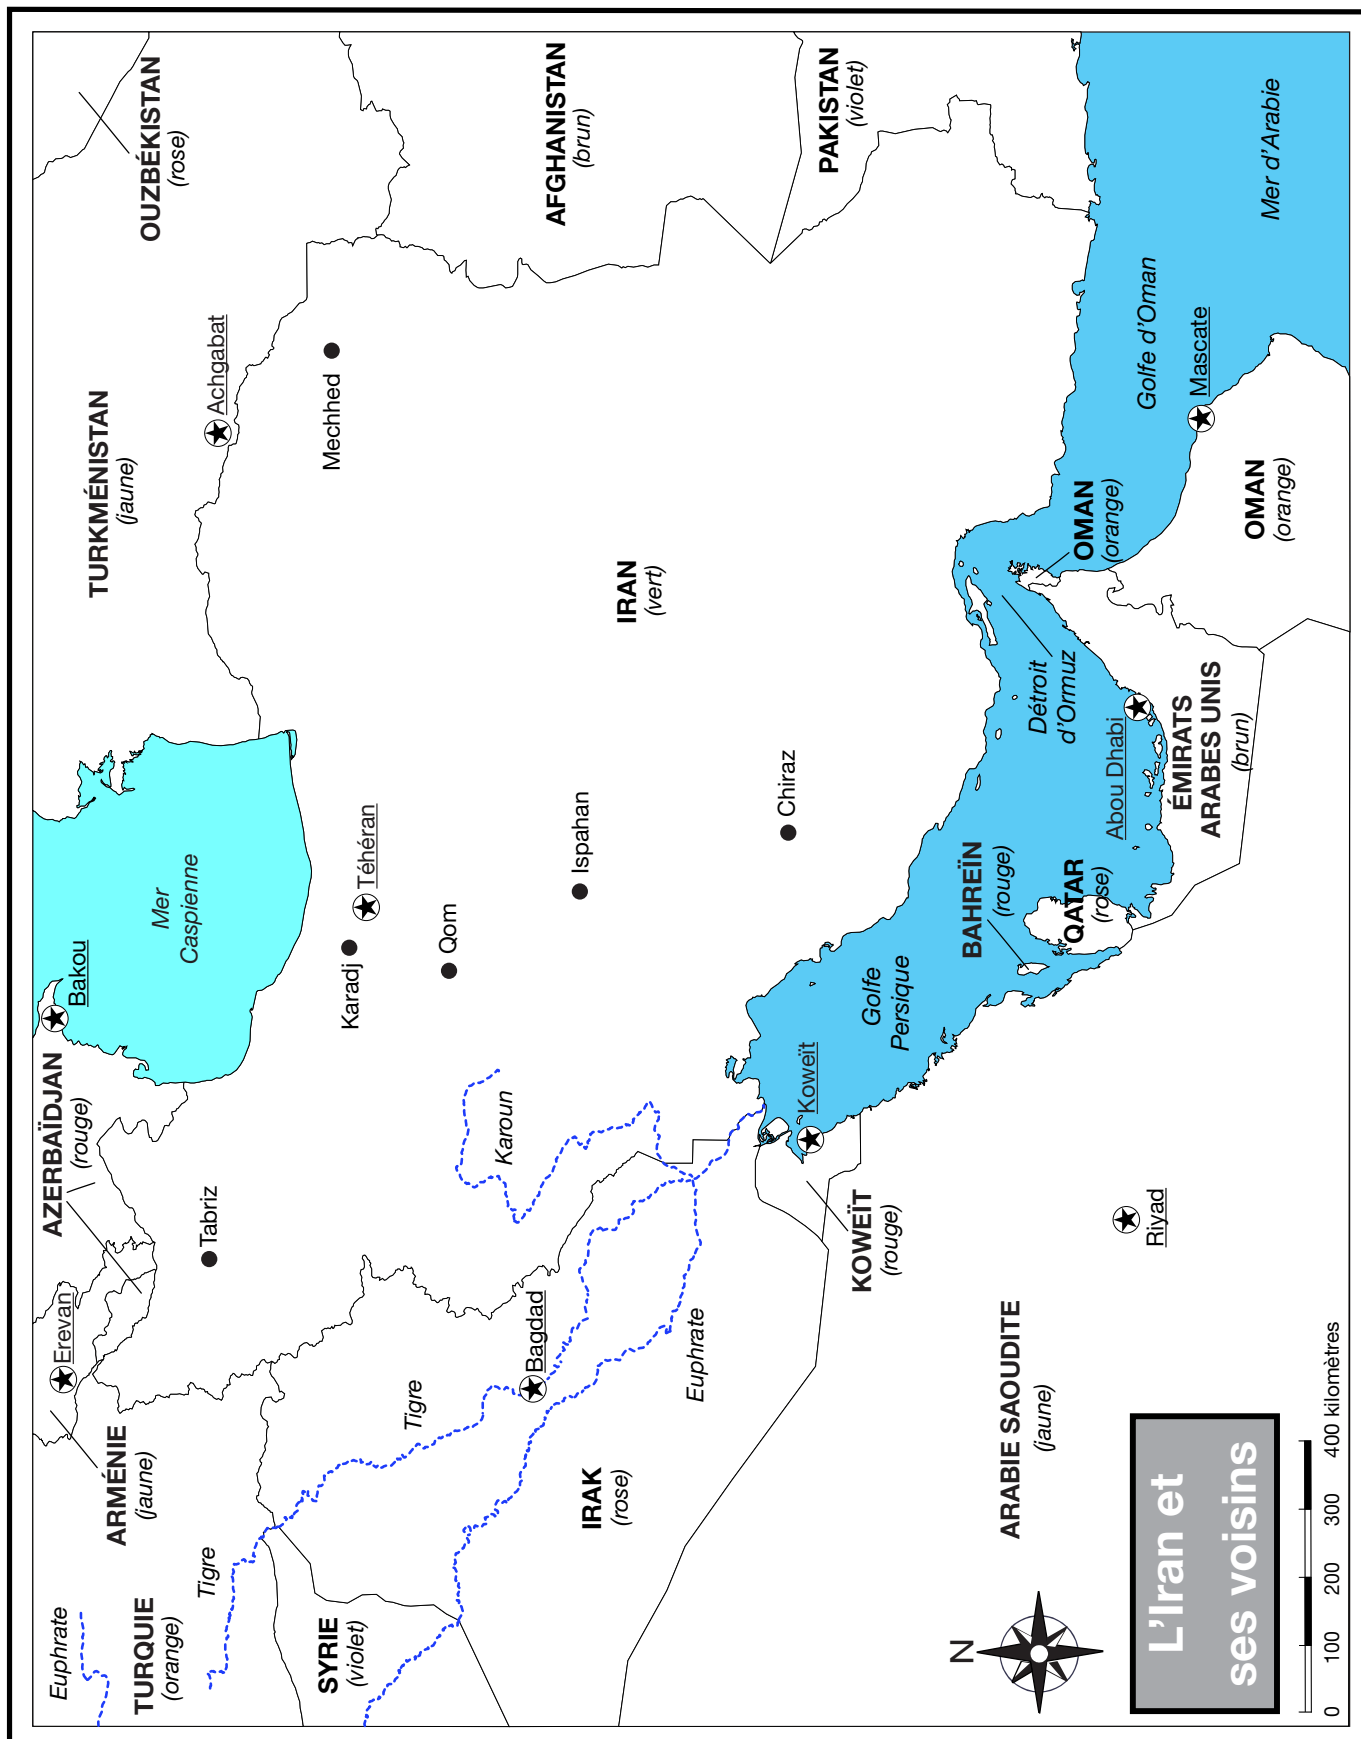 Euphrate
TURQUIE
(orange)
Tigre
ARMÉNIE
(jaune)
Erevan
AZERBAÏDJAN
(rouge)
Bakou
Mer
Caspienne
TURKMÉNISTAN
(jaune)
Achgabat
OUZBÉKISTAN
(rose)
SYRIE
(violet)
Tigre
Tabriz
Karadj
Téhéran
Qom
Mechhed
AFGHANISTAN
(brun)
Bagdad
IRAK
(rose)
Euphrate
Karoun
Ispahan
IRAN
(vert)
Chiraz
PAKISTAN
(violet)
KOWEÏT
(rouge)
Koweït
Golfe
Persique
BAHREÏN
(rouge)
QATAR
(rose)
Détroit
d'Ormuz
OMAN
(orange)
Golfe d'Oman
Mer d'Arabie
Mascate
Abou Dhabi
ÉMIRATS
ARABES UNIS
(brun)
OMAN
(orange)
Riyad
ARABIE SAOUDITE
(jaune)
N
L'Iran et
ses voisins
0 100 200 300 400 kilomètres